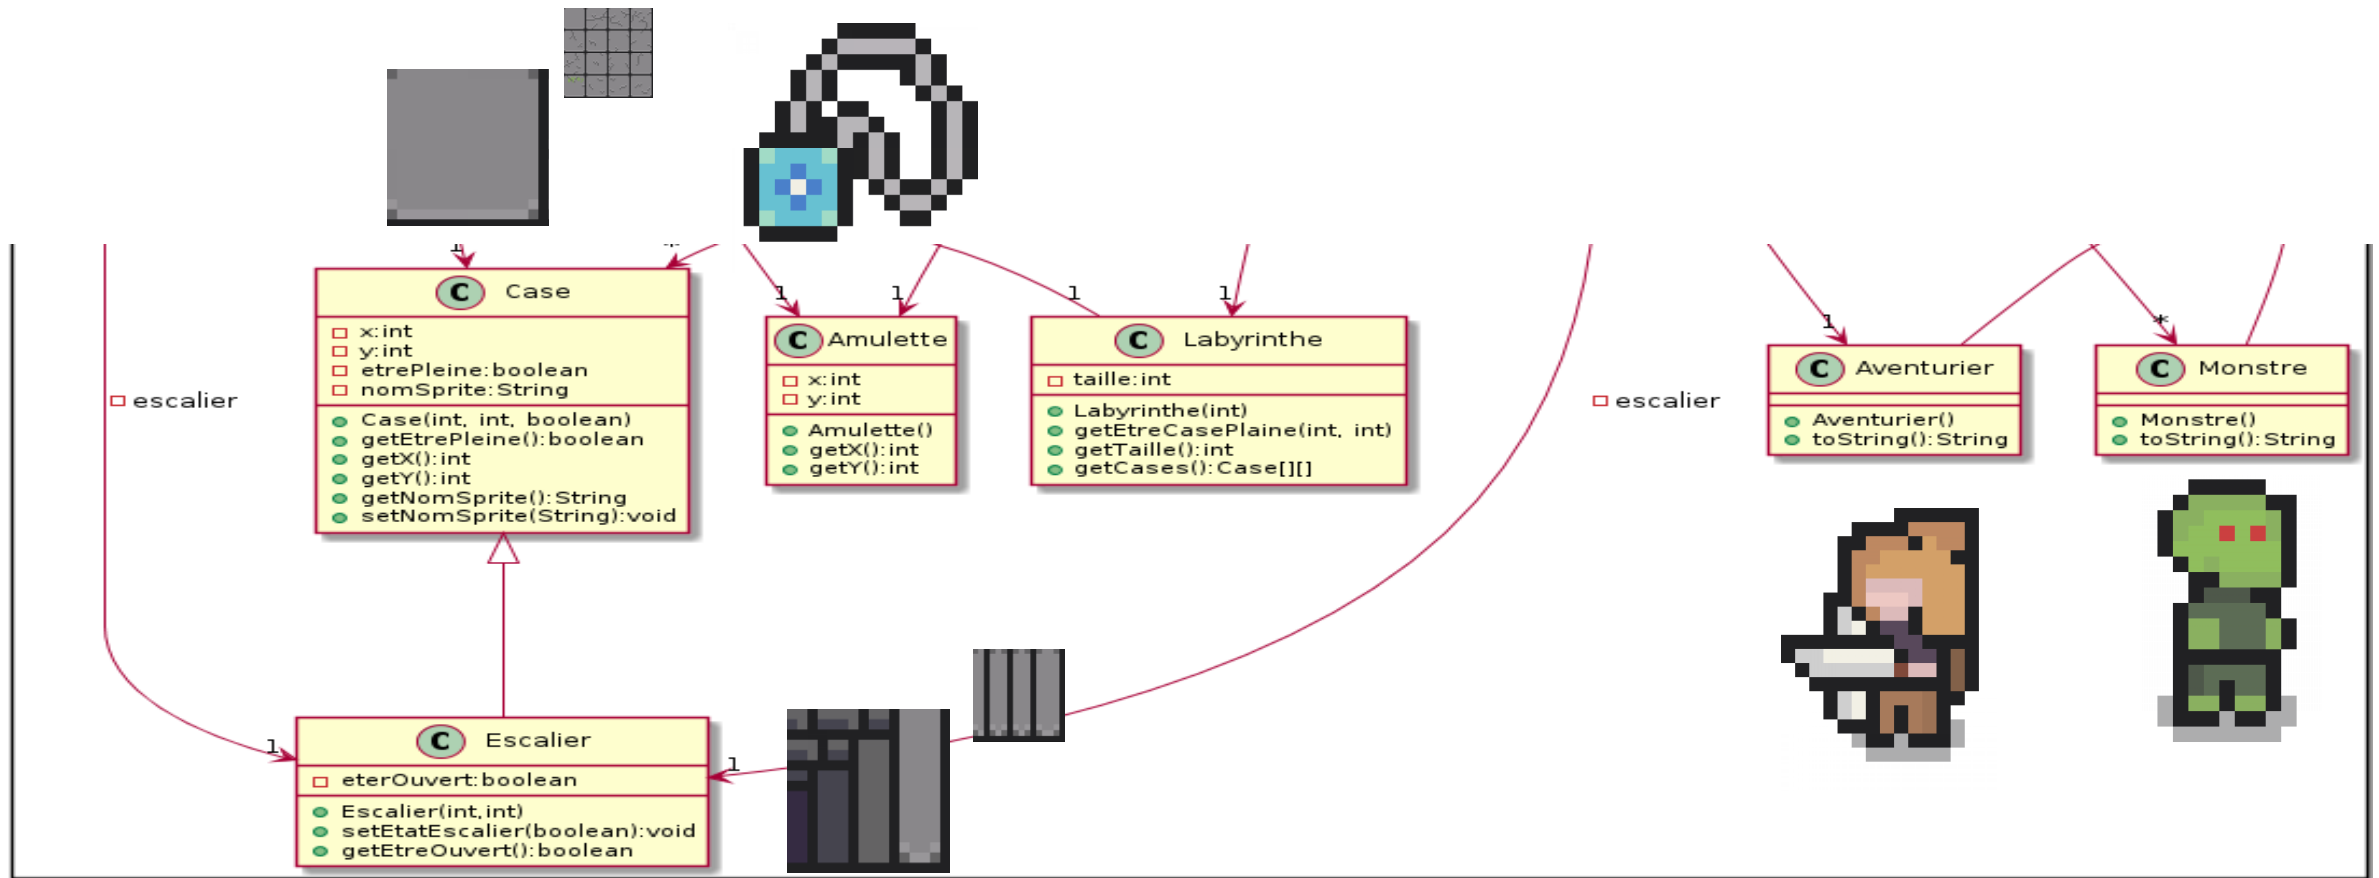 1
*
C Case
x:int
y:int
etrePleine:boolean
nomSprite:String
Case(int, int, boolean)
getEtrePleine():boolean
getX():int
getY():int
getNomSprite():String
setNomSprite(String):void
1
1
C Amulette
x:int
y:int
Amulette()
getX():int
getY():int
1
1
C Labyrinthe
taille:int
Labyrinthe(int)
getEtreCasePlaine(int, int)
getTaille():int
getCases():Case[][]
1
C Aventurier
Aventurier()
toString():String
*
C Monstre
Monstre()
toString():String
escalier
escalier
1
C Escalier
eterOuvert:boolean
Escalier(int,int)
setEtatEscalier(boolean):void
getEtreOuvert():boolean
1